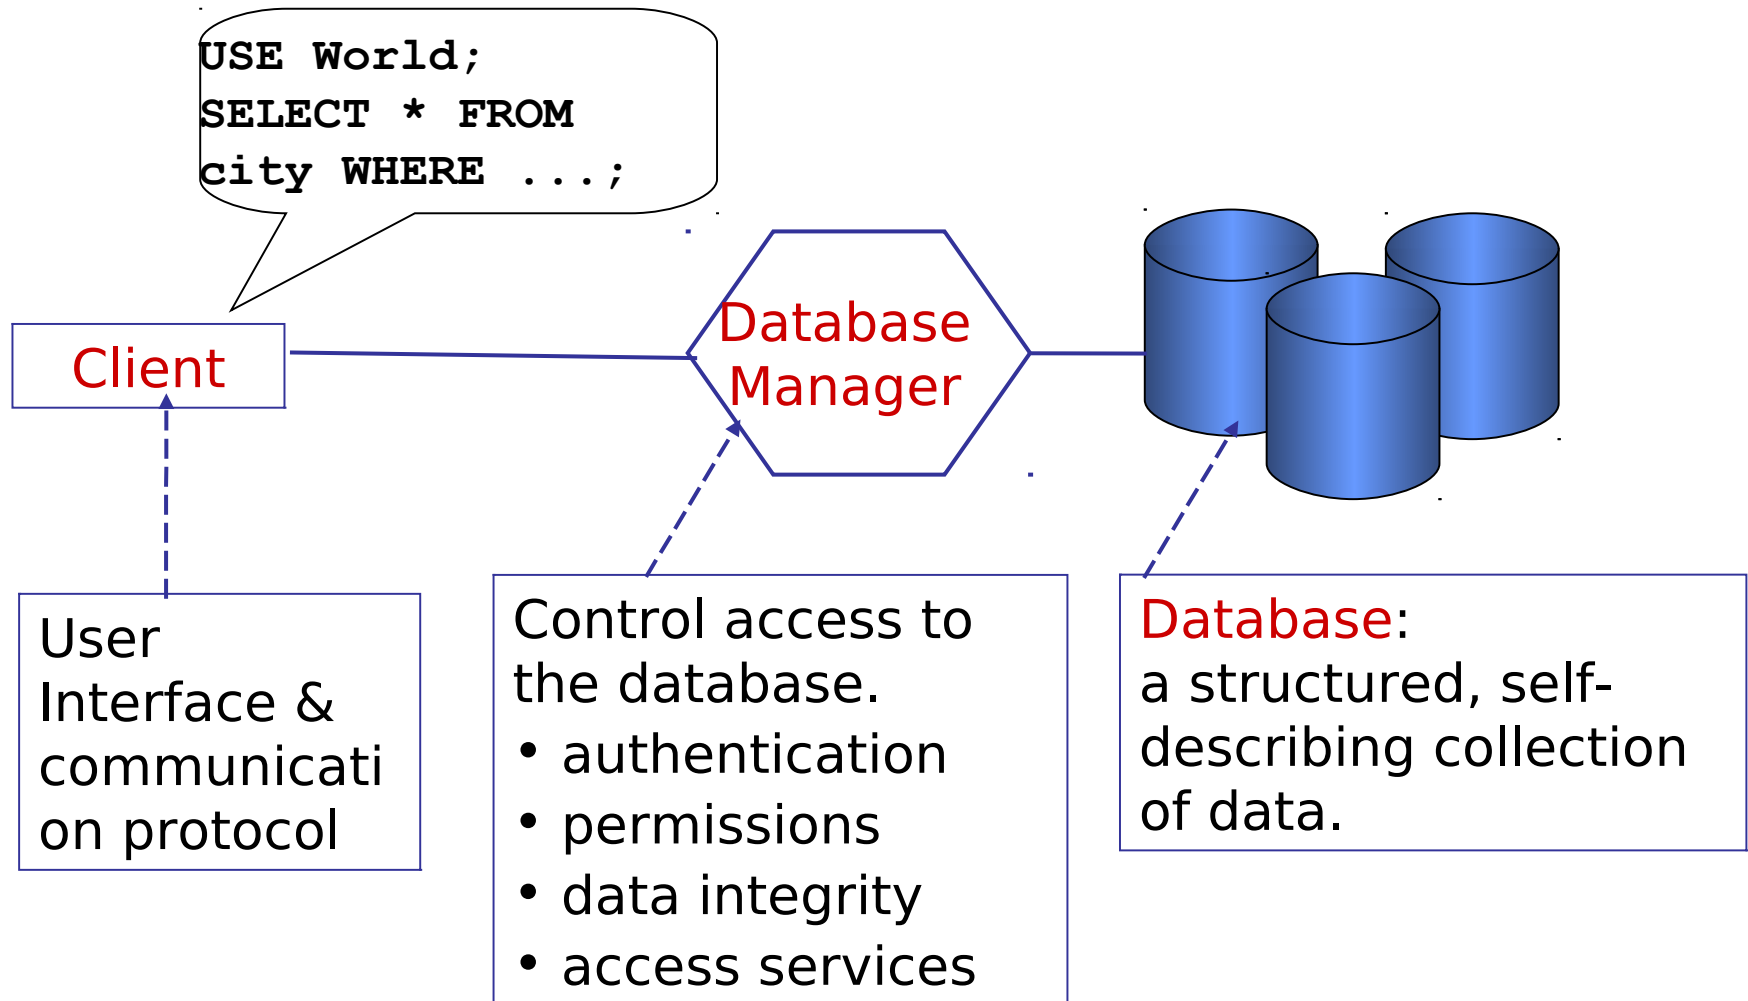 USE World;
SELECT * FROM
city WHERE ...;
Client
Database
Manager
User
Interface &
communicati
on protocol
Control access to
the database.
• authentication
• permissions
• data integrity
• access services
Database:
a structured, self-
describing collection
of data.